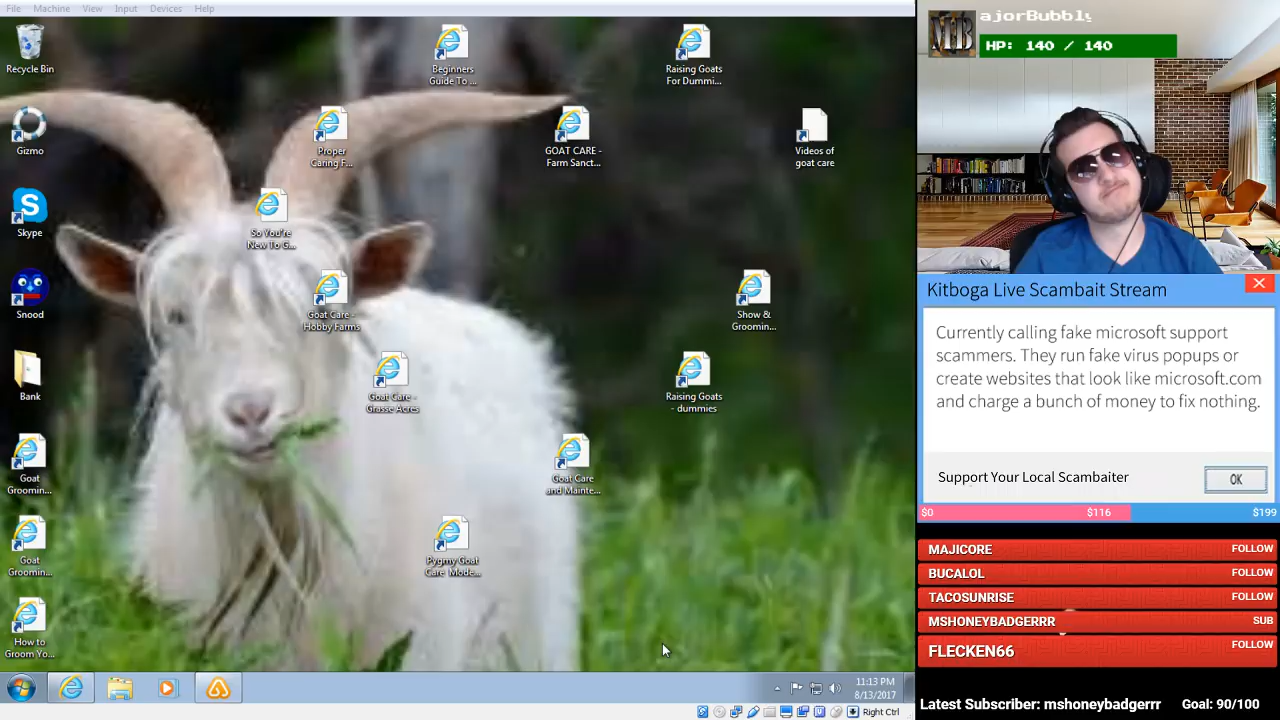 File Machine View Input Devices Help
Recycle Bin
Gizmo
Skype
Snood
Bank
Goat
Groomin...
Goat
Groomin...
How to
Groom Yo...
Beginners
Guide To ...
Raising Goats
For Dummi...
Proper
Caring F...
GOAT CARE -
Farm Sanct...
Videos of
goat care
So You're
New To G...
Goat Care -
Hobby Farms
Show &
Groomin...
Goat Care -
Grasse Acres
Raising Goats
- dummies
Goat Care
and Mainte...
Pygmy Goat
Care Mode...
11:13 PM
8/13/2017
Right Ctrl
MB
ajorBubbly
HP: 140 / 140
Kitboga Live Scambait Stream
Currently calling fake microsoft support
scammers. They run fake virus popups or
create websites that look like microsoft.com
and charge a bunch of money to fix nothing.
Support Your Local Scambaiter
OK
$0 $116 $199
MAJICORE FOLLOW
BUCALOL FOLLOW
TACOSUNRISE FOLLOW
MSHONEYBADGERRR SUB
FLECKEN66 FOLLOW
Latest Subscriber: mshoneybadgerrr Goal: 90/100